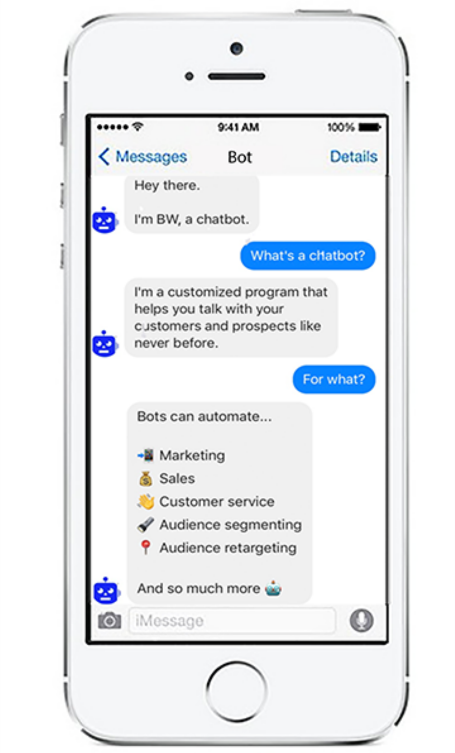 9:41 AM 100%
Messages Bot Details
Hey there.
I'm BW, a chatbot.
What's a chatbot?
I'm a customized program that
helps you talk with your
customers and prospects like
never before.
For what?
Bots can automate...
📲 Marketing
💰 Sales
👋 Customer service
🔦 Audience segmenting
📍 Audience retargeting
And so much more 🤖
iMessage